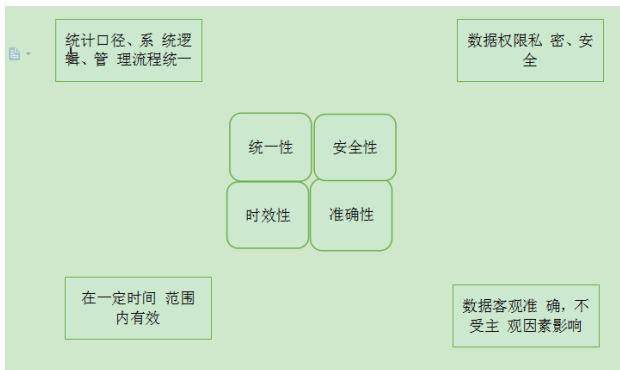 统计口径、系 统逻
辑、管 理流程统一
数据权限私 密、安
全
统一性
安全性
时效性
准确性
在一定时间 范围
内有效
数据客观准 确，不
受主 观因素影响